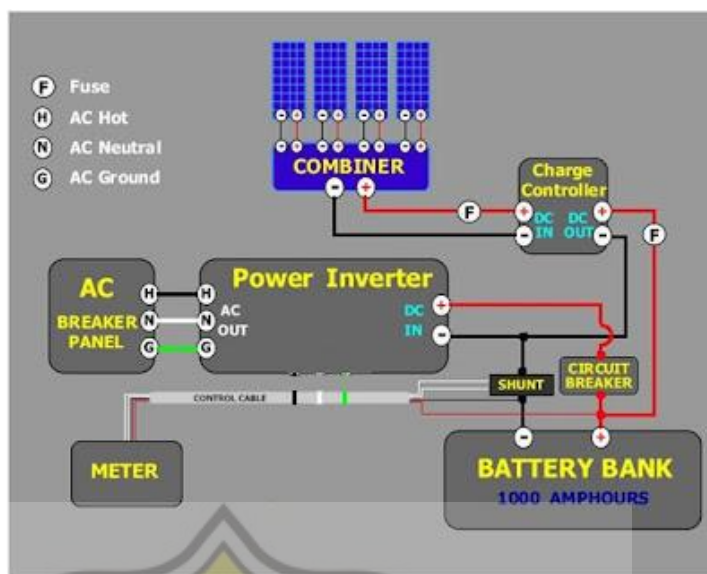 F Fuse
H AC Hot
N AC Neutral
G AC Ground
- + - + - + - +
- + - + - + - +
COMBINER
- +
Charge
Controller
F
+ DC DC +
- IN OUT -
F
AC
BREAKER
PANEL
H H
N N
G G
Power Inverter
AC
OUT
DC +
IN -
SHUNT
CIRCUIT
BREAKER
CONTROL CABLE
METER
- +
BATTERY BANK
1000 AMPHOURS